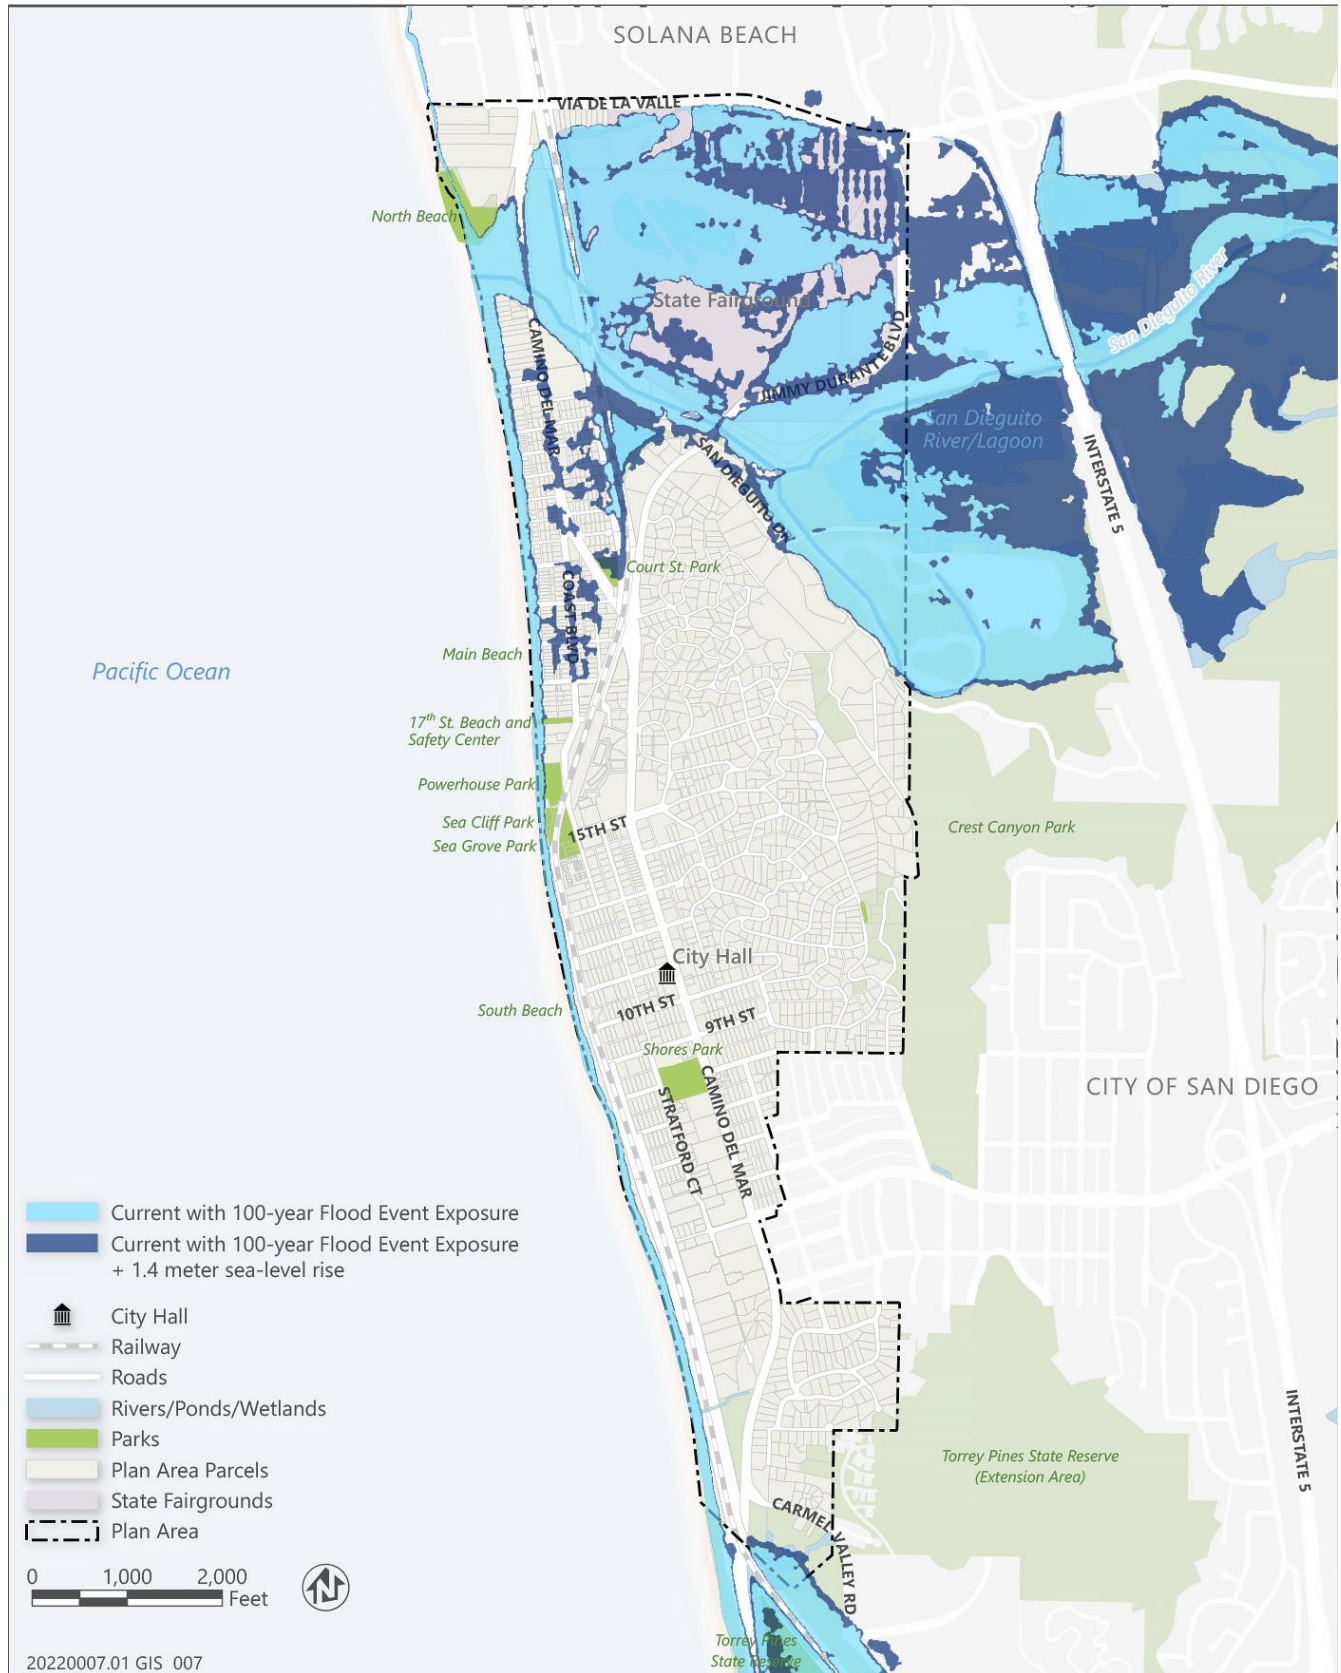 SOLANA BEACH
VIA DE LA VALLE
North Beach
State Fairground
San Dieguito River
CAMINO DEL MAR
JIMMY DURANTE BLVD
San Dieguito
River/Lagoon
SAN DIEGUITO DR
INTERSTATE 5
Court St. Park
COAST BLVD
Main Beach
Pacific Ocean
17th St. Beach and
Safety Center
Powerhouse Park
Sea Cliff Park
15TH ST
Crest Canyon Park
Sea Grove Park
City Hall
10TH ST
South Beach
9TH ST
Shores Park
CITY OF SAN DIEGO
STRATFORD CT
CAMINO DEL MAR
Current with 100-year Flood Event Exposure
Current with 100-year Flood Event Exposure
+ 1.4 meter sea-level rise
City Hall
Railway
Roads
Rivers/Ponds/Wetlands
Parks
Plan Area Parcels
State Fairgrounds
Plan Area
0 1,000 2,000
Feet
N
INTERSTATE 5
Torrey Pines State Reserve
(Extension Area)
CARMEL VALLEY RD
Torrey Pines
State Reserve
20220007.01 GIS 007